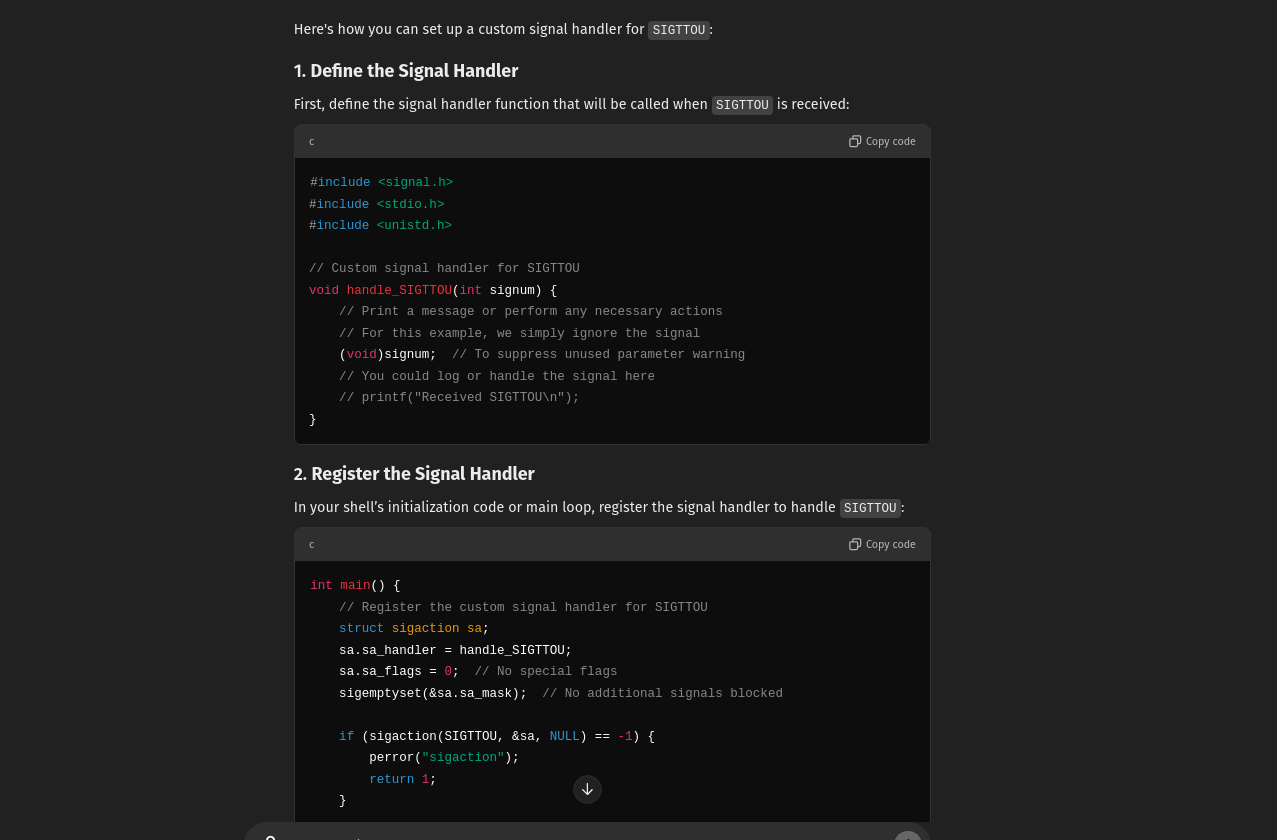 Here's how you can set up a custom signal handler for SIGTTOU:
1. Define the Signal Handler
First, define the signal handler function that will be called when SIGTTOU is received:
c
Copy code
#include <signal.h>
#include <stdio.h>
#include <unistd.h>
// Custom signal handler for SIGTTOU
void handle_SIGTTOU(int signum) {
    // Print a message or perform any necessary actions
    // For this example, we simply ignore the signal
    (void)signum;  // To suppress unused parameter warning
    // You could log or handle the signal here
    // printf("Received SIGTTOU\n");
}
2. Register the Signal Handler
In your shell’s initialization code or main loop, register the signal handler to handle SIGTTOU:
c
Copy code
int main() {
    // Register the custom signal handler for SIGTTOU
    struct sigaction sa;
    sa.sa_handler = handle_SIGTTOU;
    sa.sa_flags = 0;  // No special flags
    sigemptyset(&sa.sa_mask);  // No additional signals blocked
    if (sigaction(SIGTTOU, &sa, NULL) == -1) {
        perror("sigaction");
        return 1;
    }